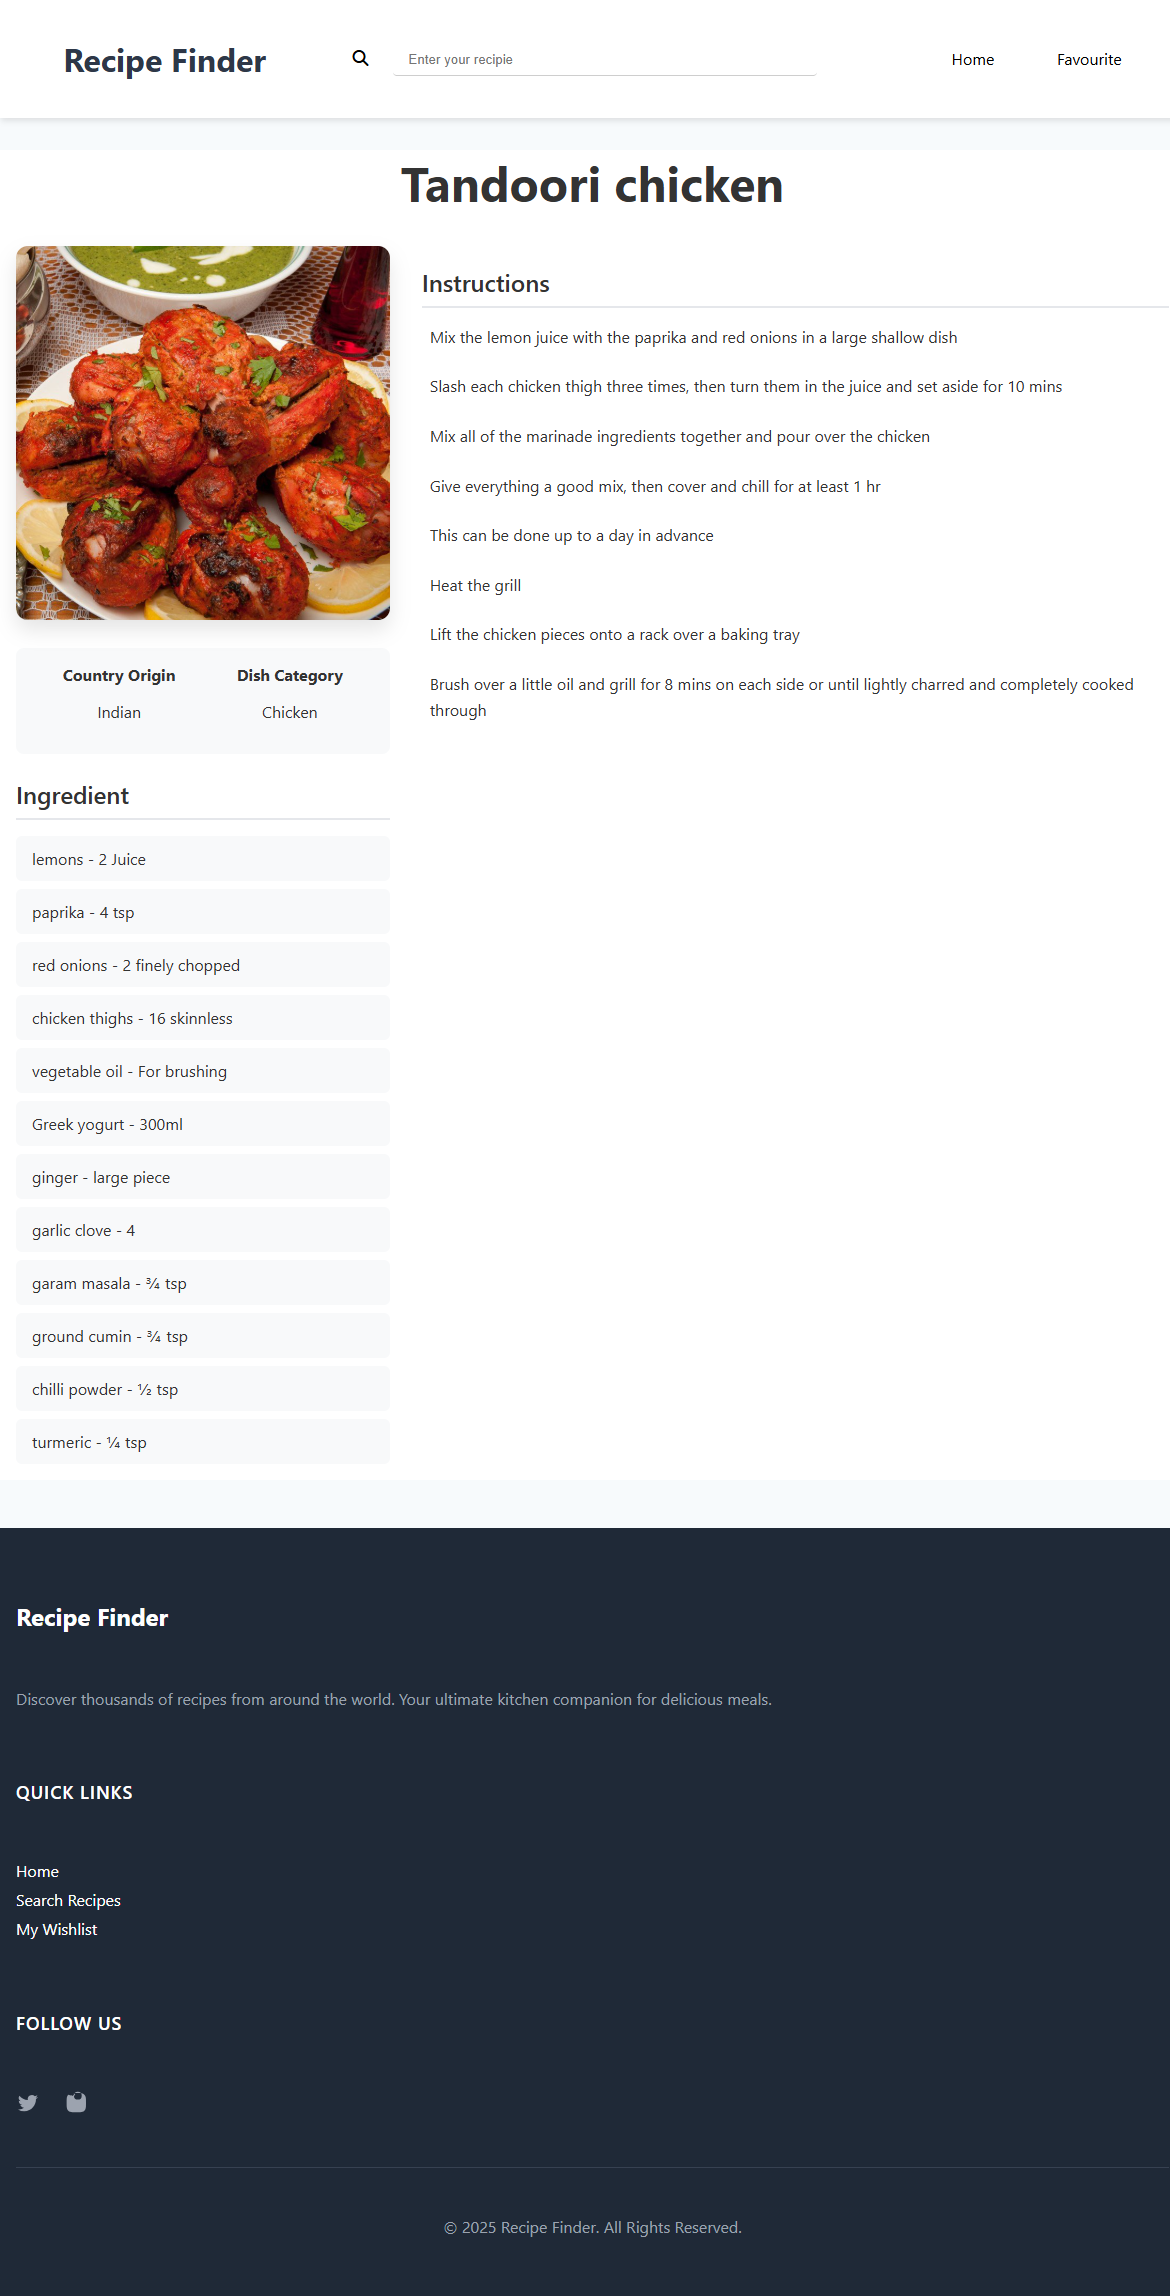 Recipe Finder
Enter your recipie
Home
Favourite
Tandoori chicken
Country Origin
Dish Category
Indian
Chicken
Ingredient
lemons - 2 Juice
paprika - 4 tsp
red onions - 2 finely chopped
chicken thighs - 16 skinnless
vegetable oil - For brushing
Greek yogurt - 300ml
ginger - large piece
garlic clove - 4
garam masala - ¾ tsp
ground cumin - ¾ tsp
chilli powder - ½ tsp
turmeric - ¼ tsp
Instructions
Mix the lemon juice with the paprika and red onions in a large shallow dish
Slash each chicken thigh three times, then turn them in the juice and set aside for 10 mins
Mix all of the marinade ingredients together and pour over the chicken
Give everything a good mix, then cover and chill for at least 1 hr
This can be done up to a day in advance
Heat the grill
Lift the chicken pieces onto a rack over a baking tray
Brush over a little oil and grill for 8 mins on each side or until lightly charred and completely cooked
through
Recipe Finder
Discover thousands of recipes from around the world. Your ultimate kitchen companion for delicious meals.
QUICK LINKS
Home
Search Recipes
My Wishlist
FOLLOW US
© 2025 Recipe Finder. All Rights Reserved.